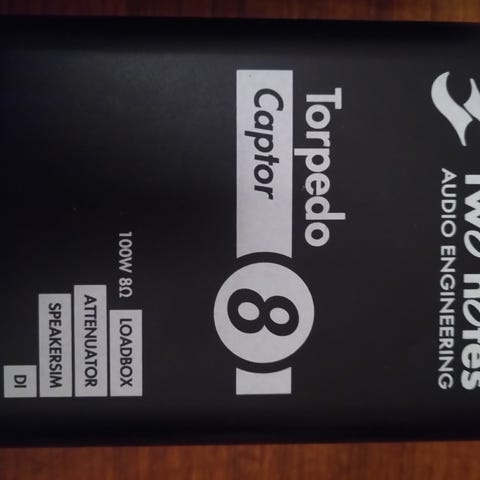 Two notes
AUDIO ENGINEERING
Torpedo
Captor 8
100W 8Ω LOADBOX
ATTENUATOR
SPEAKERSIM
DI